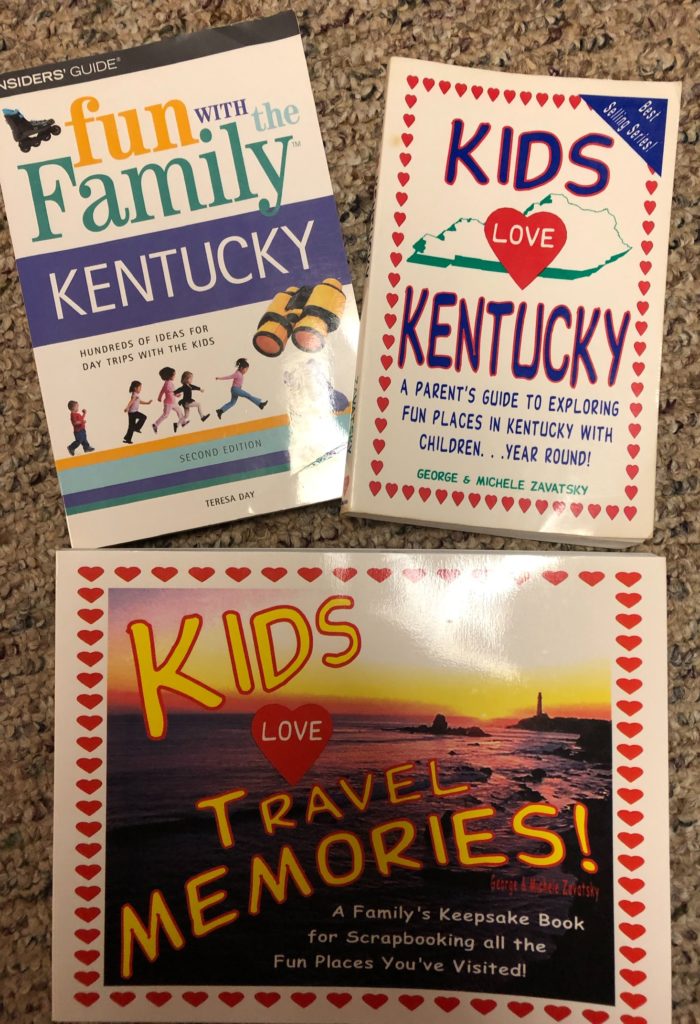 NSIDERS' GUIDE®
fun WITH the
Family™
KENTUCKY
HUNDREDS OF IDEAS FOR
DAY TRIPS WITH THE KIDS
SECOND EDITION
TERESA DAY
Best
Selling Series!
KIDS
LOVE
KENTUCKY
A PARENT'S GUIDE TO EXPLORING
FUN PLACES IN KENTUCKY WITH
CHILDREN. . .YEAR ROUND!
GEORGE & MICHELE ZAVATSKY
KIDS
LOVE
TRAVEL
MEMORIES!
George & Michele Zavatsky
A Family's Keepsake Book
for Scrapbooking all the
Fun Places You've Visited!